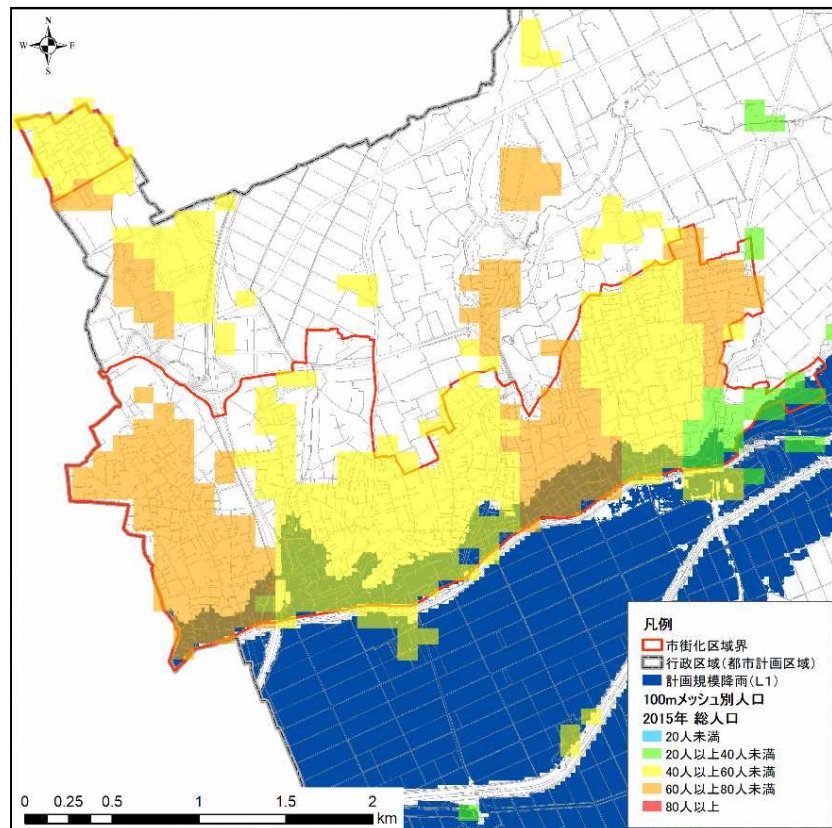 N
W
E
S
凡例
市街化区域界
行政区域(都市計画区域)
計画規模降雨(L1)
100mメッシュ別人口
2015年 総人口
20人未満
20人以上40人未満
40人以上60人未満
60人以上80人未満
80人以上
0 0.25 0.5 1 1.5 2
km